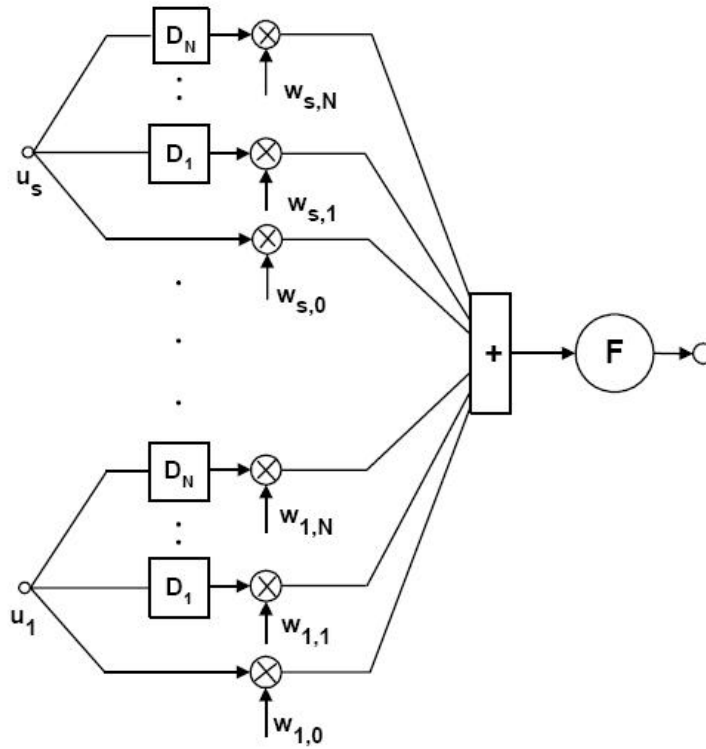 D_N
w_s,N
D_1
u_s
w_s,1
w_s,0
+
F
D_N
w_1,N
D_1
u_1
w_1,1
w_1,0